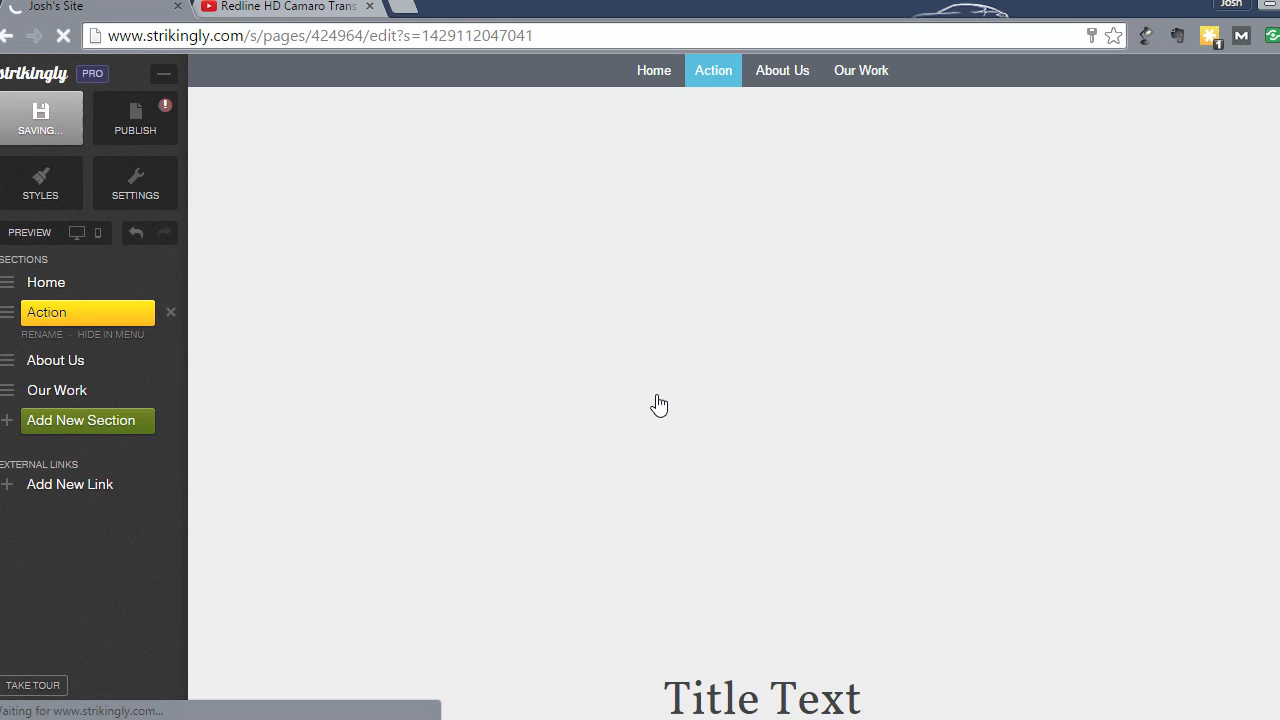 Josh's Site
Redline HD Camaro Trans
Josh
www.strikingly.com/s/pages/424964/edit?s=1429112047041
1
M
strikingly PRO
Home Action About Us Our Work
SAVING...
PUBLISH
!
STYLES
SETTINGS
PREVIEW
SECTIONS
Home
Action
RENAME · HIDE IN MENU
About Us
Our Work
Add New Section
EXTERNAL LINKS
Add New Link
Title Text
TAKE TOUR
Waiting for www.strikingly.com...